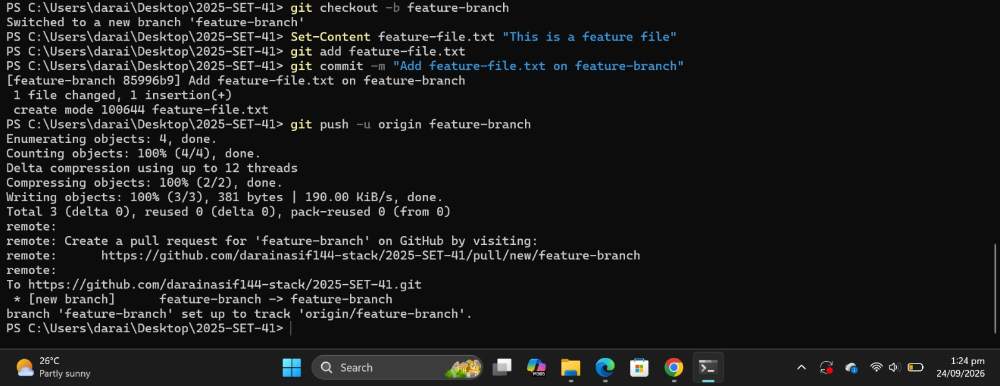 PS C:\Users\darai\Desktop\2025-SET-41> git checkout -b feature-branch
Switched to a new branch 'feature-branch'
PS C:\Users\darai\Desktop\2025-SET-41> Set-Content feature-file.txt "This is a feature file"
PS C:\Users\darai\Desktop\2025-SET-41> git add feature-file.txt
PS C:\Users\darai\Desktop\2025-SET-41> git commit -m "Add feature-file.txt on feature-branch"
[feature-branch 85996b9] Add feature-file.txt on feature-branch
 1 file changed, 1 insertion(+)
 create mode 100644 feature-file.txt
PS C:\Users\darai\Desktop\2025-SET-41> git push -u origin feature-branch
Enumerating objects: 4, done.
Counting objects: 100% (4/4), done.
Delta compression using up to 12 threads
Compressing objects: 100% (2/2), done.
Writing objects: 100% (3/3), 381 bytes | 190.00 KiB/s, done.
Total 3 (delta 0), reused 0 (delta 0), pack-reused 0 (from 0)
remote:
remote: Create a pull request for 'feature-branch' on GitHub by visiting:
remote:      https://github.com/darainasif144-stack/2025-SET-41/pull/new/feature-branch
remote:
To https://github.com/darainasif144-stack/2025-SET-41.git
 * [new branch]      feature-branch -> feature-branch
branch 'feature-branch' set up to track 'origin/feature-branch'.
PS C:\Users\darai\Desktop\2025-SET-41>
26°C
Partly sunny
Search
M365
1:24 pm
24/09/2026